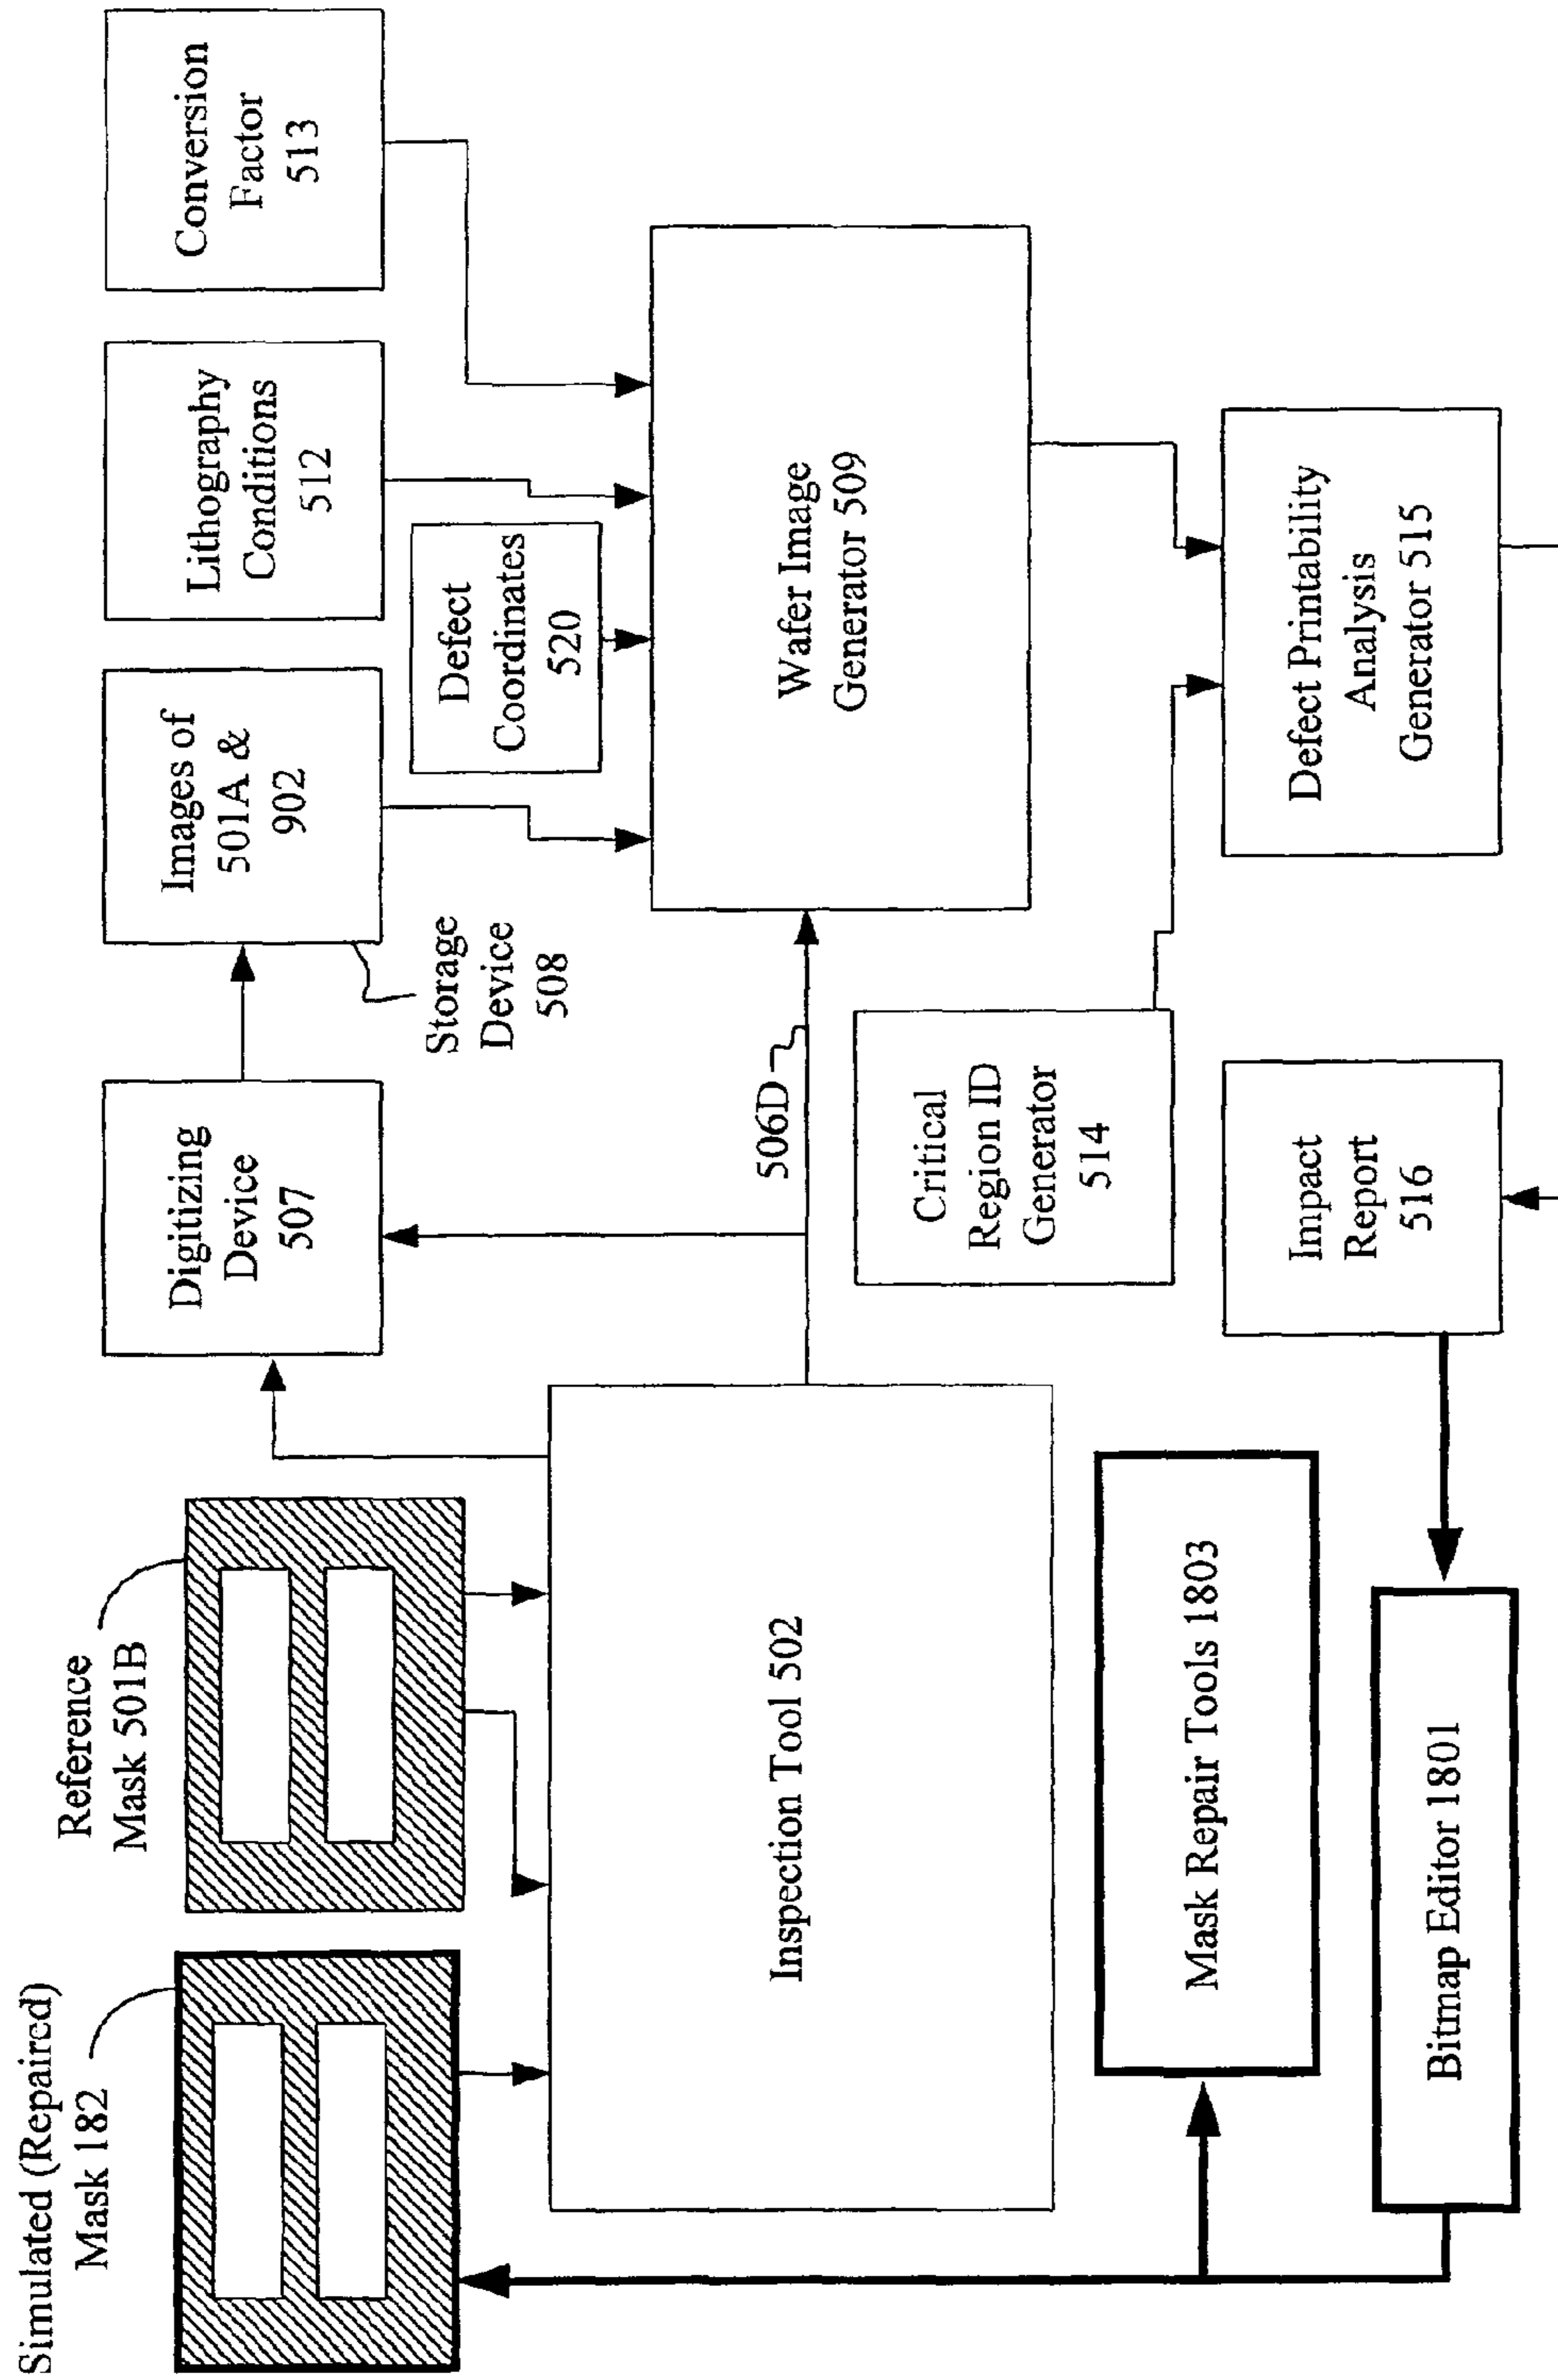 Simulated (Repaired)
Mask 182
Reference
Mask 501B
Digitizing
Device
507
Images of
501A &
902
Lithography
Conditions
512
Conversion
Factor
513
Storage
Device
508
Defect
Coordinates
520
Inspection Tool 502
506D
Wafer Image
Generator 509
Critical
Region ID
Generator
514
Mask Repair Tools 1803
Impact
Report
516
Defect Printability
Analysis
Generator 515
Bitmap Editor 1801